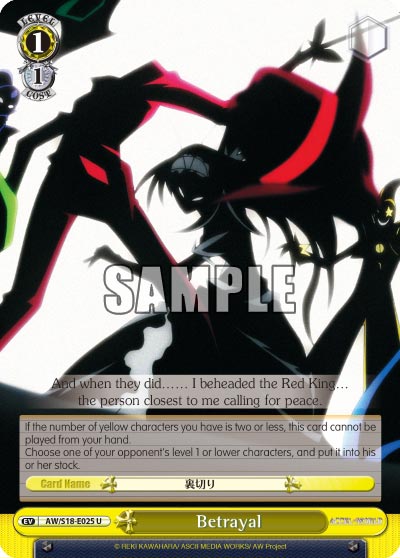 LEVEL
1
1
COST
SAMPLE
And when they did…… I beheaded the Red King…
the person closest to me calling for peace.
If the number of yellow characters you have is two or less, this card cannot be
played from your hand.
Choose one of your opponent's level 1 or lower characters, and put it into his
or her stock.
Card Name 裏切り
EV AW/S18-E025 U Betrayal
© REKI KAWAHARA/ ASCII MEDIA WORKS/ AW Project